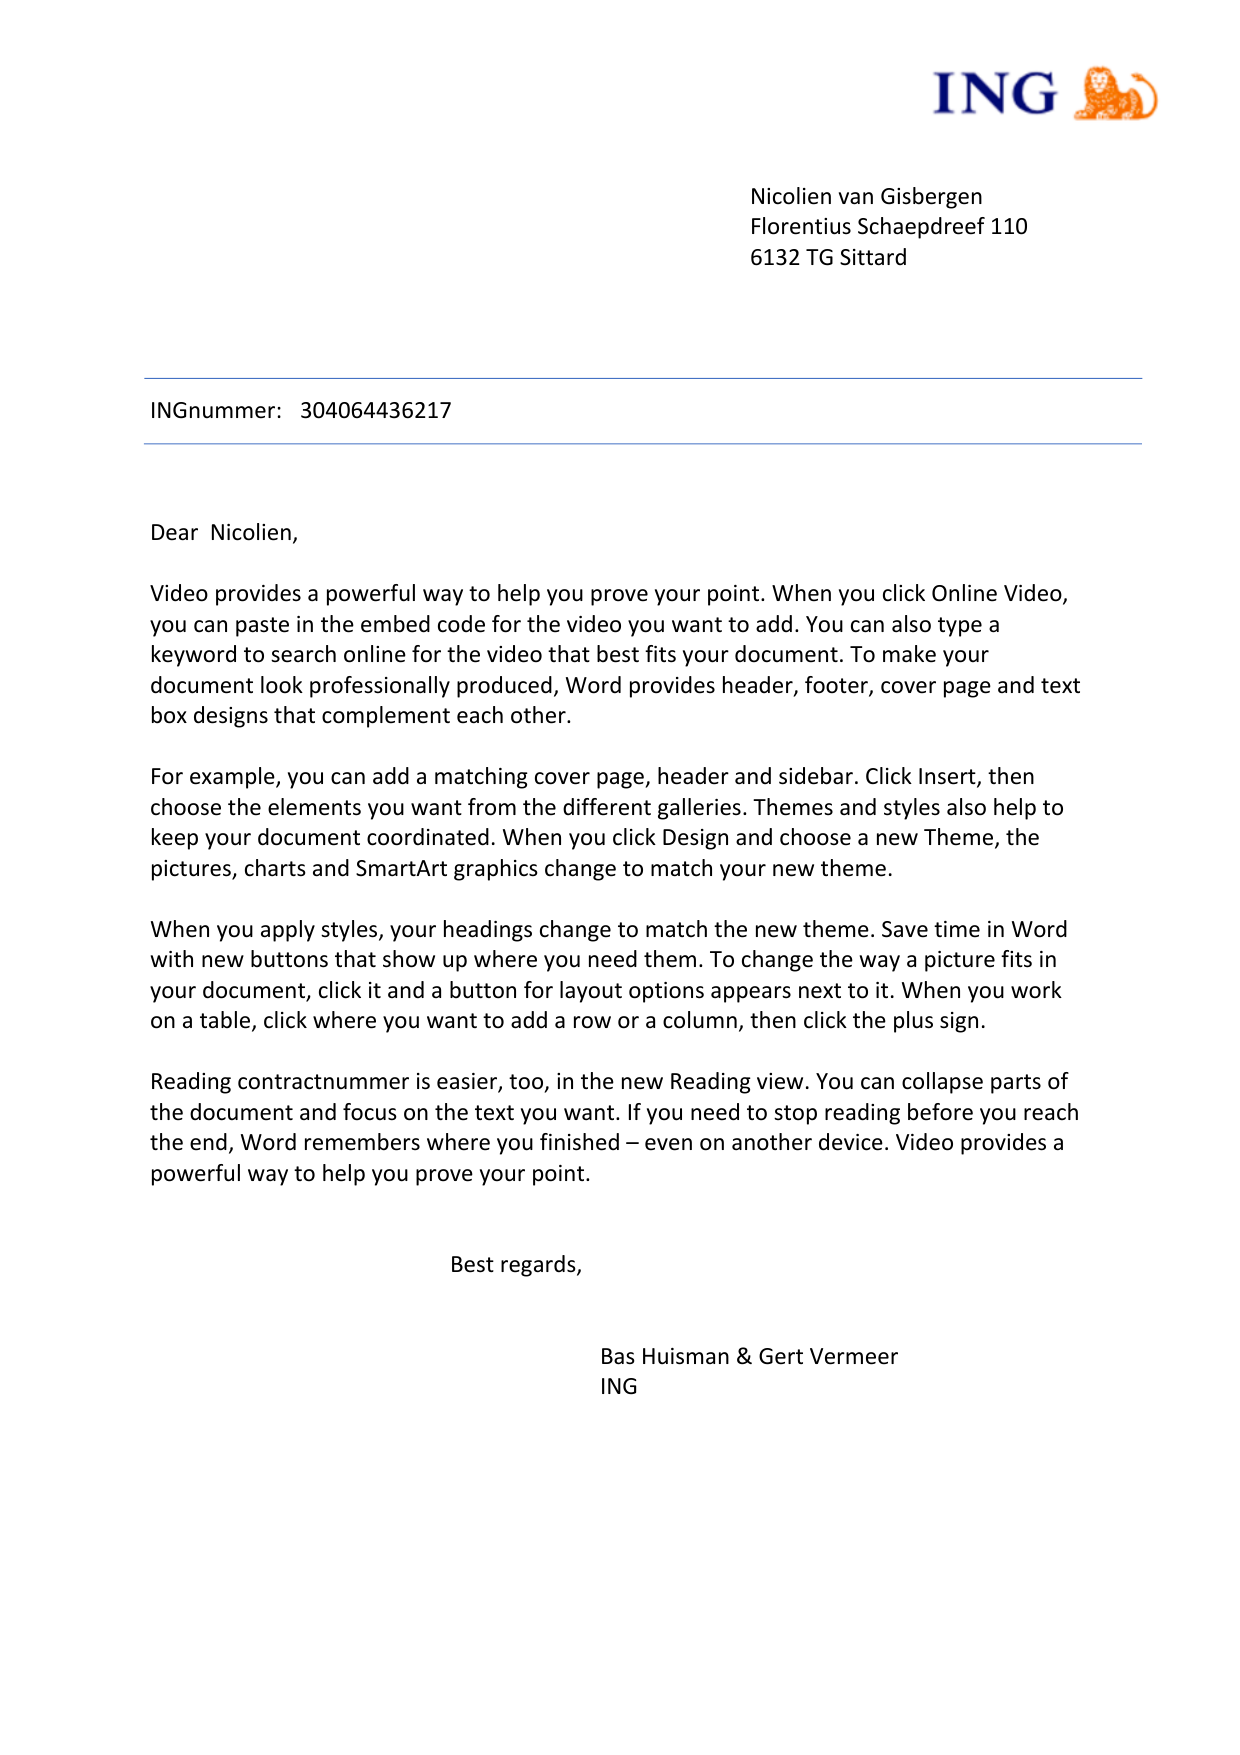 ING
Nicolien van Gisbergen
Florentius Schaepdreef 110
6132 TG Sittard
INGnummer: 304064436217
Dear Nicolien,
Video provides a powerful way to help you prove your point. When you click Online Video,
you can paste in the embed code for the video you want to add. You can also type a
keyword to search online for the video that best fits your document. To make your
document look professionally produced, Word provides header, footer, cover page and text
box designs that complement each other.
For example, you can add a matching cover page, header and sidebar. Click Insert, then
choose the elements you want from the different galleries. Themes and styles also help to
keep your document coordinated. When you click Design and choose a new Theme, the
pictures, charts and SmartArt graphics change to match your new theme.
When you apply styles, your headings change to match the new theme. Save time in Word
with new buttons that show up where you need them. To change the way a picture fits in
your document, click it and a button for layout options appears next to it. When you work
on a table, click where you want to add a row or a column, then click the plus sign.
Reading contractnummer is easier, too, in the new Reading view. You can collapse parts of
the document and focus on the text you want. If you need to stop reading before you reach
the end, Word remembers where you finished – even on another device. Video provides a
powerful way to help you prove your point.
Best regards,
Bas Huisman & Gert Vermeer
ING